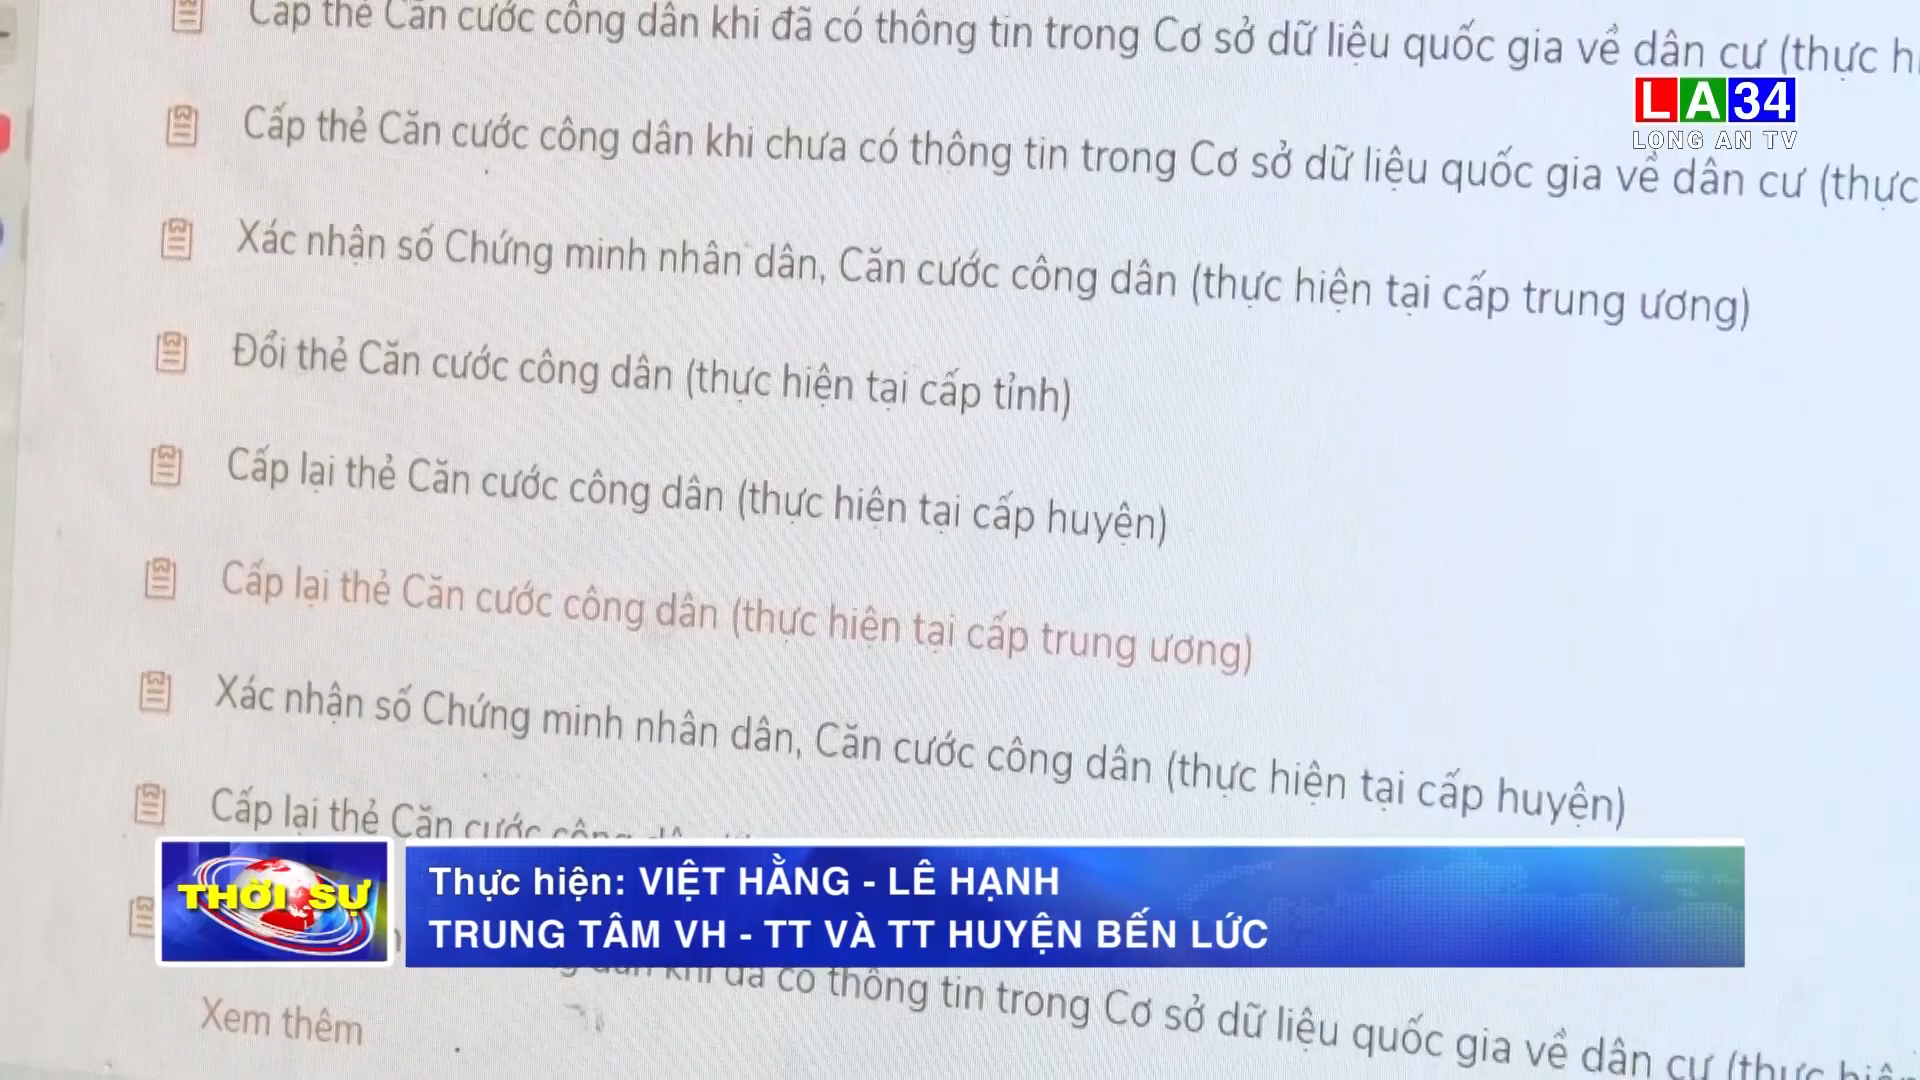 Cấp thẻ Căn cước công dân khi đã có thông tin trong Cơ sở dữ liệu quốc gia về dân cư (thực
LA34
LONG AN TV
Cấp thẻ Căn cước công dân khi chưa có thông tin trong Cơ sở dữ liệu quốc gia về dân cư (thực
Xác nhận số Chứng minh nhân dân, Căn cước công dân (thực hiện tại cấp trung ương)
Đổi thẻ Căn cước công dân (thực hiện tại cấp tỉnh)
Cấp lại thẻ Căn cước công dân (thực hiện tại cấp huyện)
Cấp lại thẻ Căn cước công dân (thực hiện tại cấp trung ương)
Xác nhận số Chứng minh nhân dân, Căn cước công dân (thực hiện tại cấp huyện)
Cấp lại thẻ Căn cước công
THỜI SỰ
Thực hiện: VIỆT HẰNG - LÊ HẠNH
TRUNG TÂM VH - TT VÀ TT HUYỆN BẾN LỨC
khi đã có thông tin trong Cơ sở dữ liệu quốc gia về dân cư (thực hiện
Xem thêm